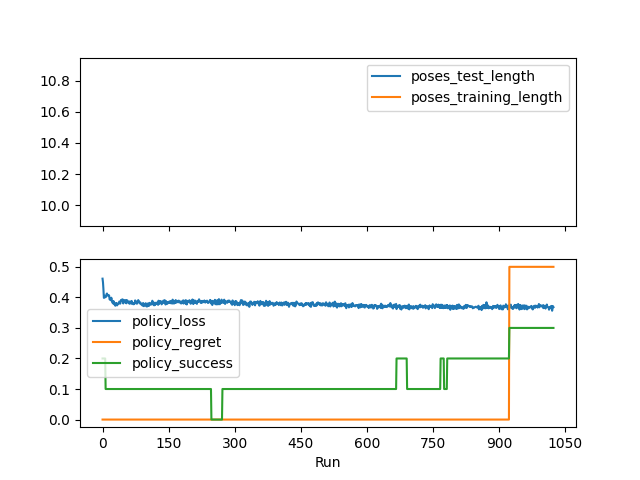 10.8
10.6
10.4
10.2
10.0
poses_test_length
poses_training_length
0.5
0.4
0.3
0.2
0.1
0.0
policy_loss
policy_regret
policy_success
0 150 300 450 600 750 900 1050
Run